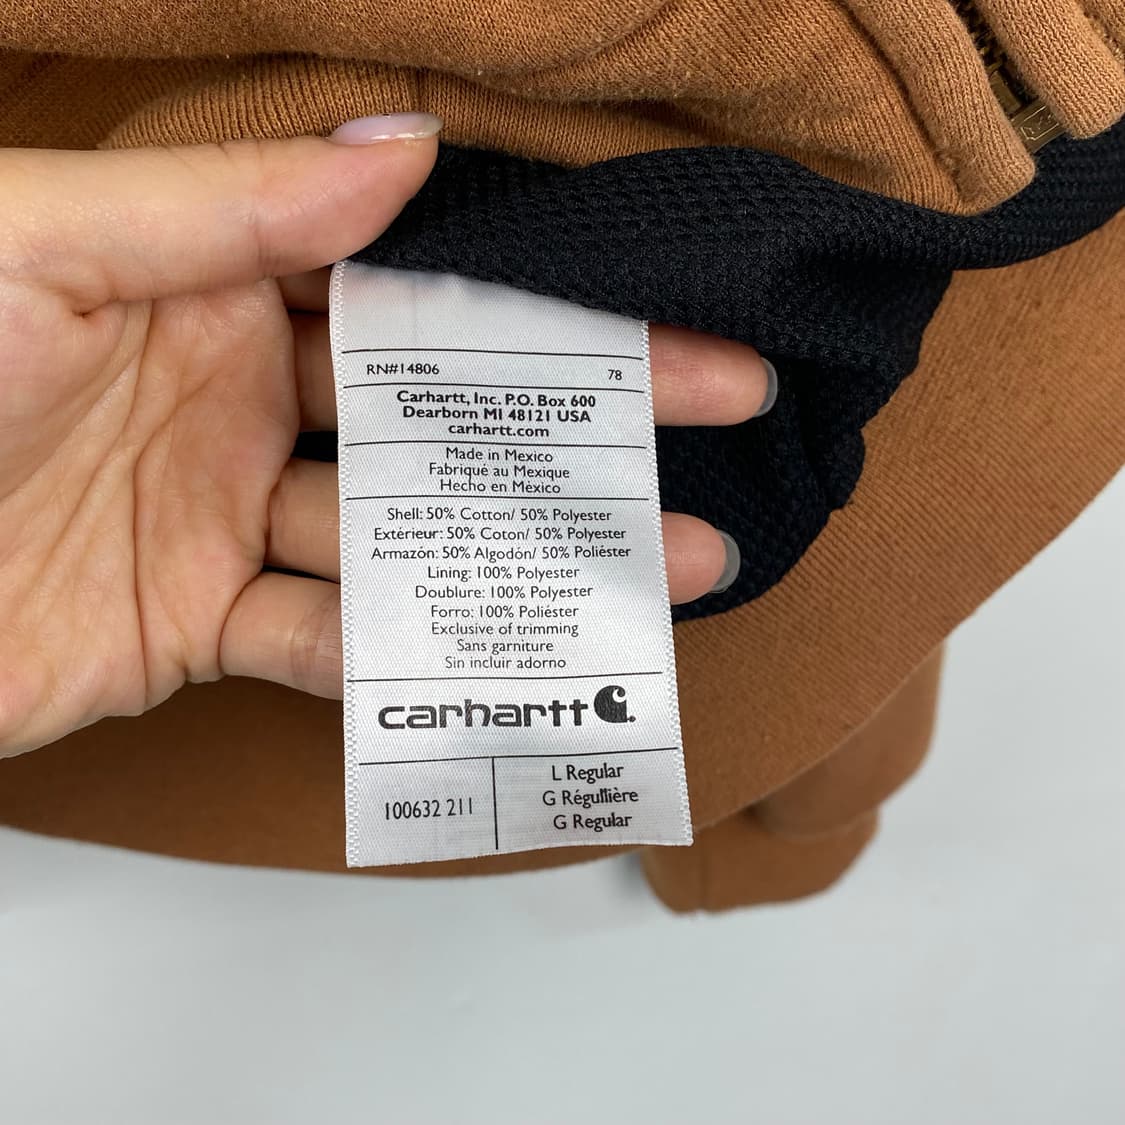 RN#14806 78
Carhartt, Inc. P.O. Box 600
Dearborn MI 48121 USA
carhartt.com
Made in Mexico
Fabriqué au Mexique
Hecho en México
Shell: 50% Cotton/ 50% Polyester
Extérieur: 50% Coton/ 50% Polyester
Armazón: 50% Algodón/ 50% Poliéster
Lining: 100% Polyester
Doublure: 100% Polyester
Forro: 100% Poliéster
Exclusive of trimming
Sans garniture
Sin incluir adorno
carhartt
100632 211
L Regular
G Régullière
G Regular